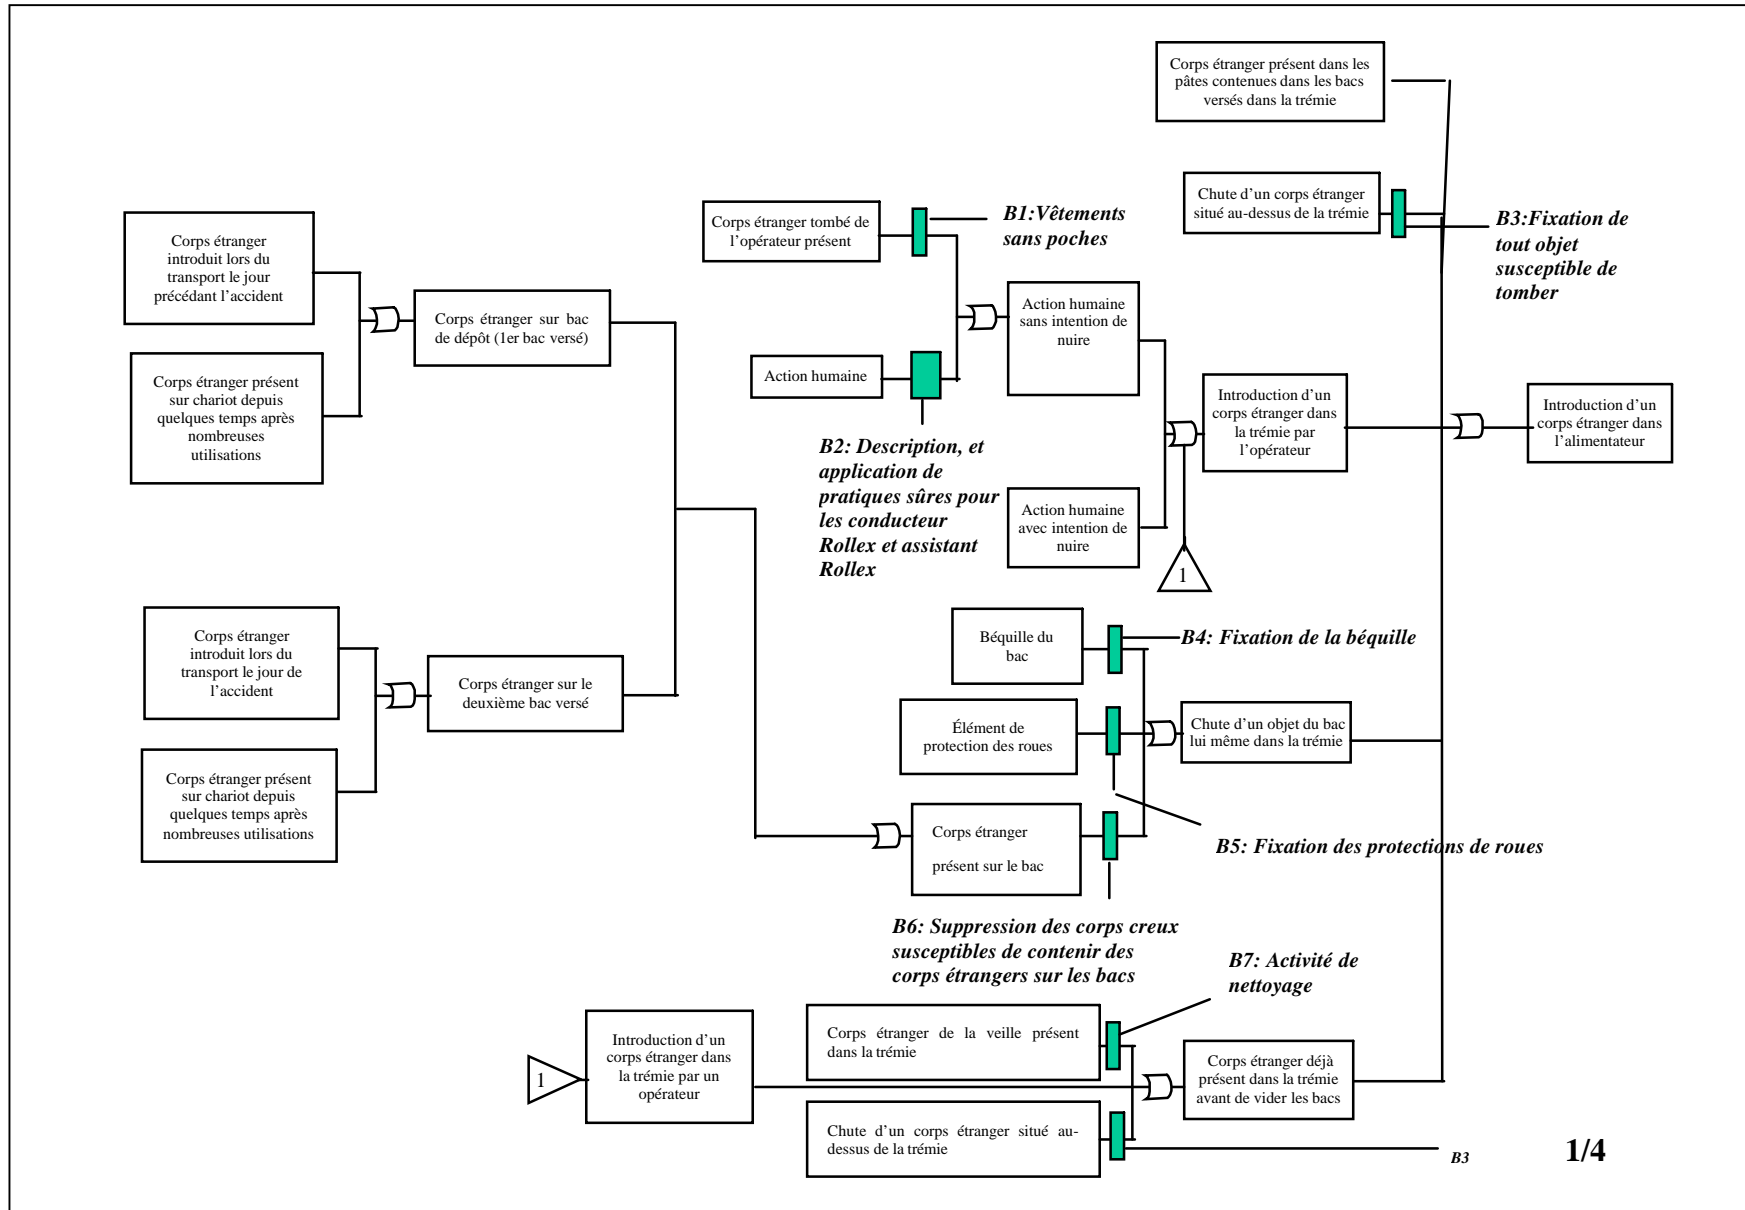 Corps étranger présent dans les
pâtes contenues dans les bacs
versés dans la trémie
Chute d’un corps étranger
situé au-dessus de la trémie
B3:Fixation de
tout objet
susceptible de
tomber
Corps étranger tombé de
l’opérateur présent
B1:Vêtements
sans poches
Corps étranger
introduit lors du
transport le jour
précédant l’accident
Corps étranger sur bac
de dépôt (1er bac versé)
Corps étranger présent
sur chariot depuis
quelques temps après
nombreuses
utilisations
Action humaine
sans intention de
nuire
Action humaine
B2: Description, et
application de
pratiques sûres pour
les conducteur
Rollex et assistant
Rollex
Introduction d’un
corps étranger dans
la trémie par
l’opérateur
Introduction d’un
corps étranger dans
l’alimentateur
Action humaine
avec intention de
nuire
1
Corps étranger
introduit lors du
transport le jour de
l’accident
Corps étranger sur le
deuxième bac versé
Corps étranger présent
sur chariot depuis
quelques temps après
nombreuses utilisations
Béquille du
bac
B4: Fixation de la béquille
Élément de
protection des roues
Chute d’un objet du bac
lui même dans la trémie
Corps étranger
présent sur le bac
B5: Fixation des protections de roues
B6: Suppression des corps creux
susceptibles de contenir des
corps étrangers sur les bacs
B7: Activité de
nettoyage
1
Introduction d’un
corps étranger dans
la trémie par un
opérateur
Corps étranger de la veille présent
dans la trémie
Corps étranger déjà
présent dans la trémie
avant de vider les bacs
Chute d’un corps étranger situé au-
dessus de la trémie
B3
1/4